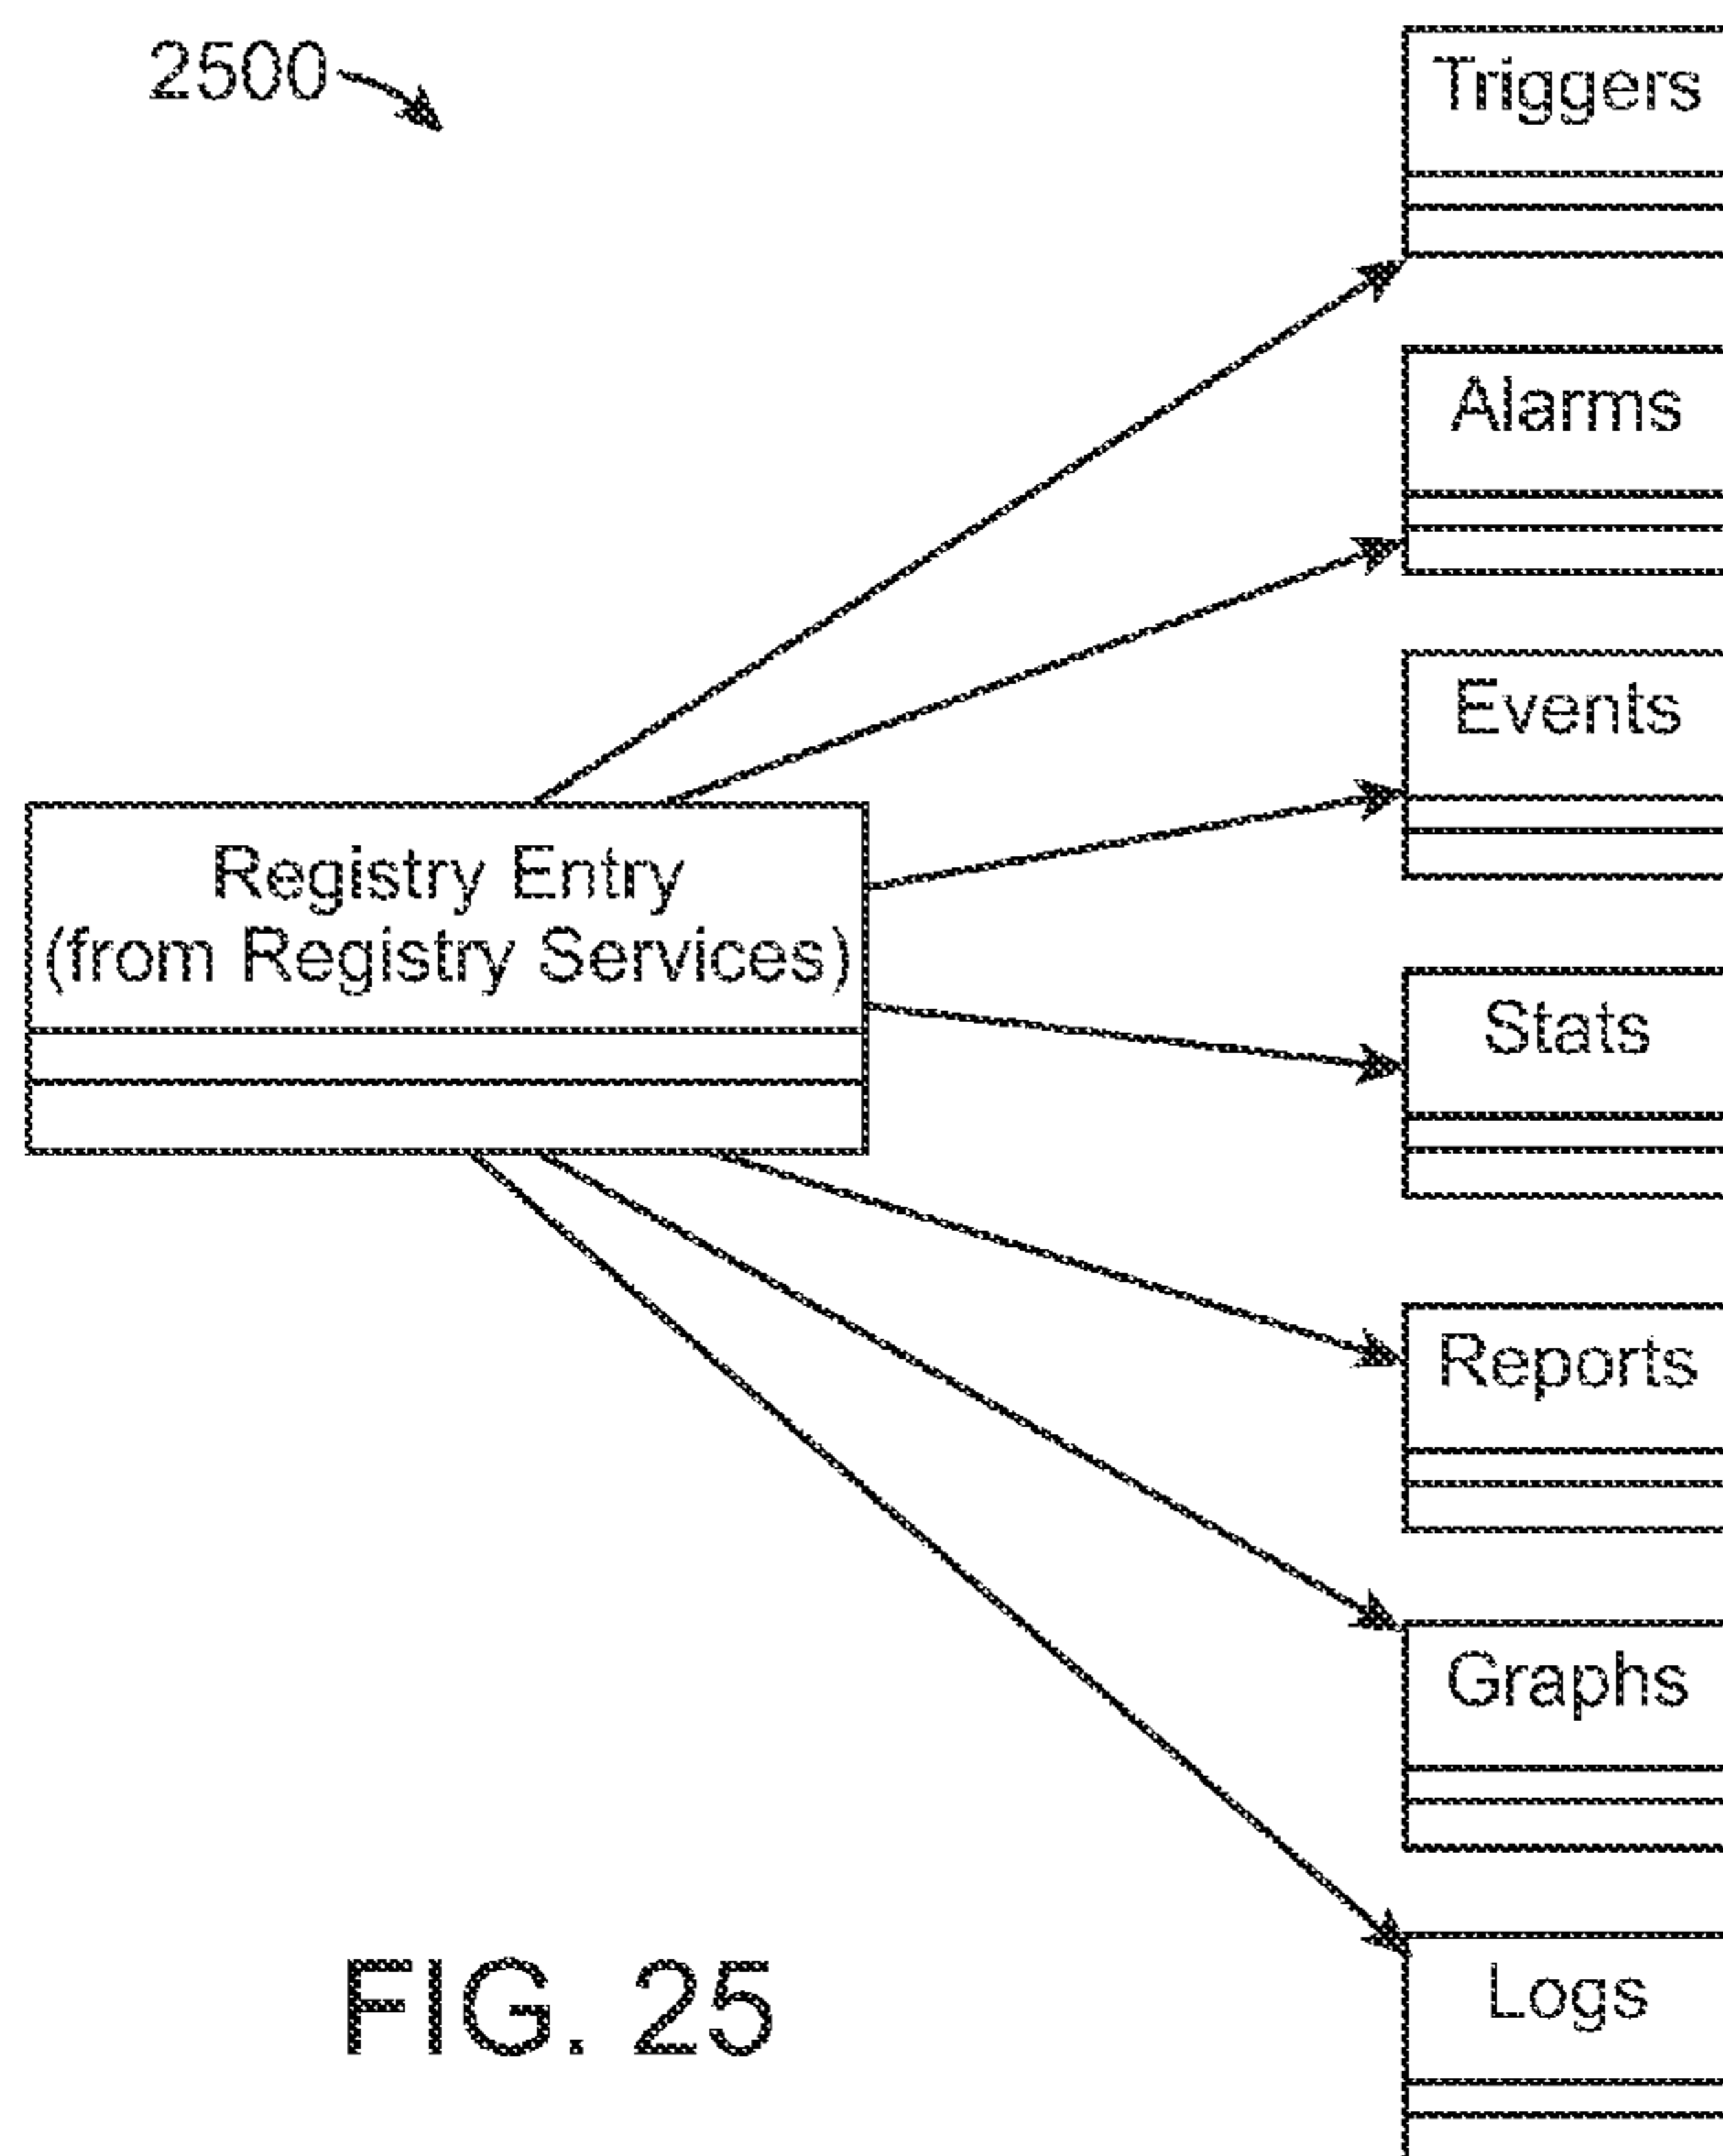 2500
Triggers
Alarms
Events
Registry Entry
(from Registry Services)
Stats
Reports
Graphs
Logs
FIG. 25